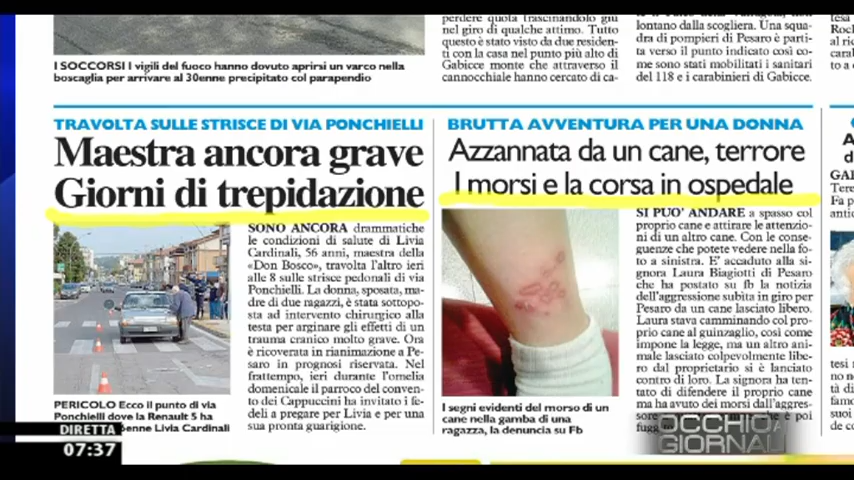 perdere quota trascinandolo giù
nel giro di qualche attimo. Tutto
questo è stato visto da due residen-
ti con la casa nel punto più alto di
Gabicce monte che attraverso il
cannocchiale hanno cercato di ca-
lontano dalla scogliera. Una squa-
dra di pompieri di Pesaro è parti-
ta verso il punto indicato così co-
me sono stati mobilitati i sanitari
del 118 e i carabinieri di Gabicce.
I SOCCORSI I vigili del fuoco hanno dovuto aprirsi un varco nella
boscaglia per arrivare al 30enne precipitato col parapendio
TRAVOLTA SULLE STRISCE DI VIA PONCHIELLI
Maestra ancora grave
Giorni di trepidazione
SONO ANCORA drammatiche
le condizioni di salute di Livia
Cardinali, 56 anni, maestra della
«Don Bosco», travolta l'altro ieri
alle 8 sulle strisce pedonali di via
Ponchielli. La donna, sposata, ma-
dre di due ragazzi, è stata sottopo-
sta ad intervento chirurgico alla
testa per arginare gli effetti di un
trauma cranico molto grave. Ora
è ricoverata in rianimazione a Pe-
saro in prognosi riservata. Nel
frattempo, ieri durante l'omelia
domenicale il parroco del convento
dei Cappuccini ha invitato i fe-
deli a pregare per Livia e per una
sua pronta guarigione.
PERICOLO Ecco il punto di via
Ponchielli dove la Renault 5 ha
Livia Cardinali
BRUTTA AVVENTURA PER UNA DONNA
Azzannata da un cane, terrore
I morsi e la corsa in ospedale
SI PUO' ANDARE a spasso col
proprio cane e attirare le attenzio-
ni di un altro cane. Con le conse-
guenze che potete vedere nella fo-
to a sinistra. E' accaduto alla si-
gnora Laura Biagiotti di Pesaro
che ha postato su fb la notizia
dell'aggressione subìta in giro per
Pesaro da un cane lasciato libero.
Laura stava camminando col pro-
prio cane al guinzaglio, così come
impone la legge, ma un altro ani-
male lasciato colpevolmente libe-
ro dal proprietario si è lanciato
contro di loro. La signora ha ten-
tato di difendere il proprio cane
ma ha avuto dei morsi dall'aggres-
I segni evidenti del morso di un
cane nella gamba di una
ragazza, la denuncia su Fb
DIRETTA
07:37
OCCHIO
GIORNALI